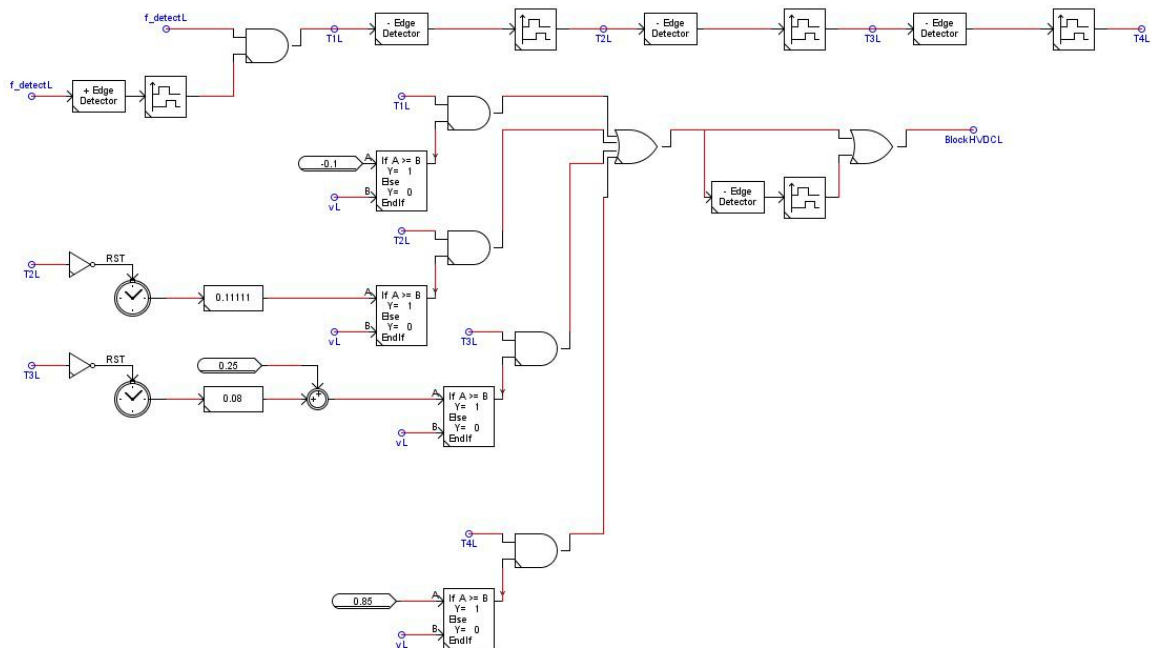 f_detectL
T1L
- Edge
Detector
T2L
- Edge
Detector
T3L
- Edge
Detector
T4L
f_detectL
+ Edge
Detector
T1L
-0.1
A
B
If A >= B
Y= 1
Else
Y= 0
EndIf
vL
BlockHVDCL
- Edge
Detector
T2L
T2L
RST
0.11111
A
B
If A >= B
Y= 1
Else
Y= 0
EndIf
vL
T3L
T3L
RST
0.25
0.08
+
+
A
B
If A >= B
Y= 1
Else
Y= 0
EndIf
vL
T4L
0.85
A
B
If A >= B
Y= 1
Else
Y= 0
EndIf
vL